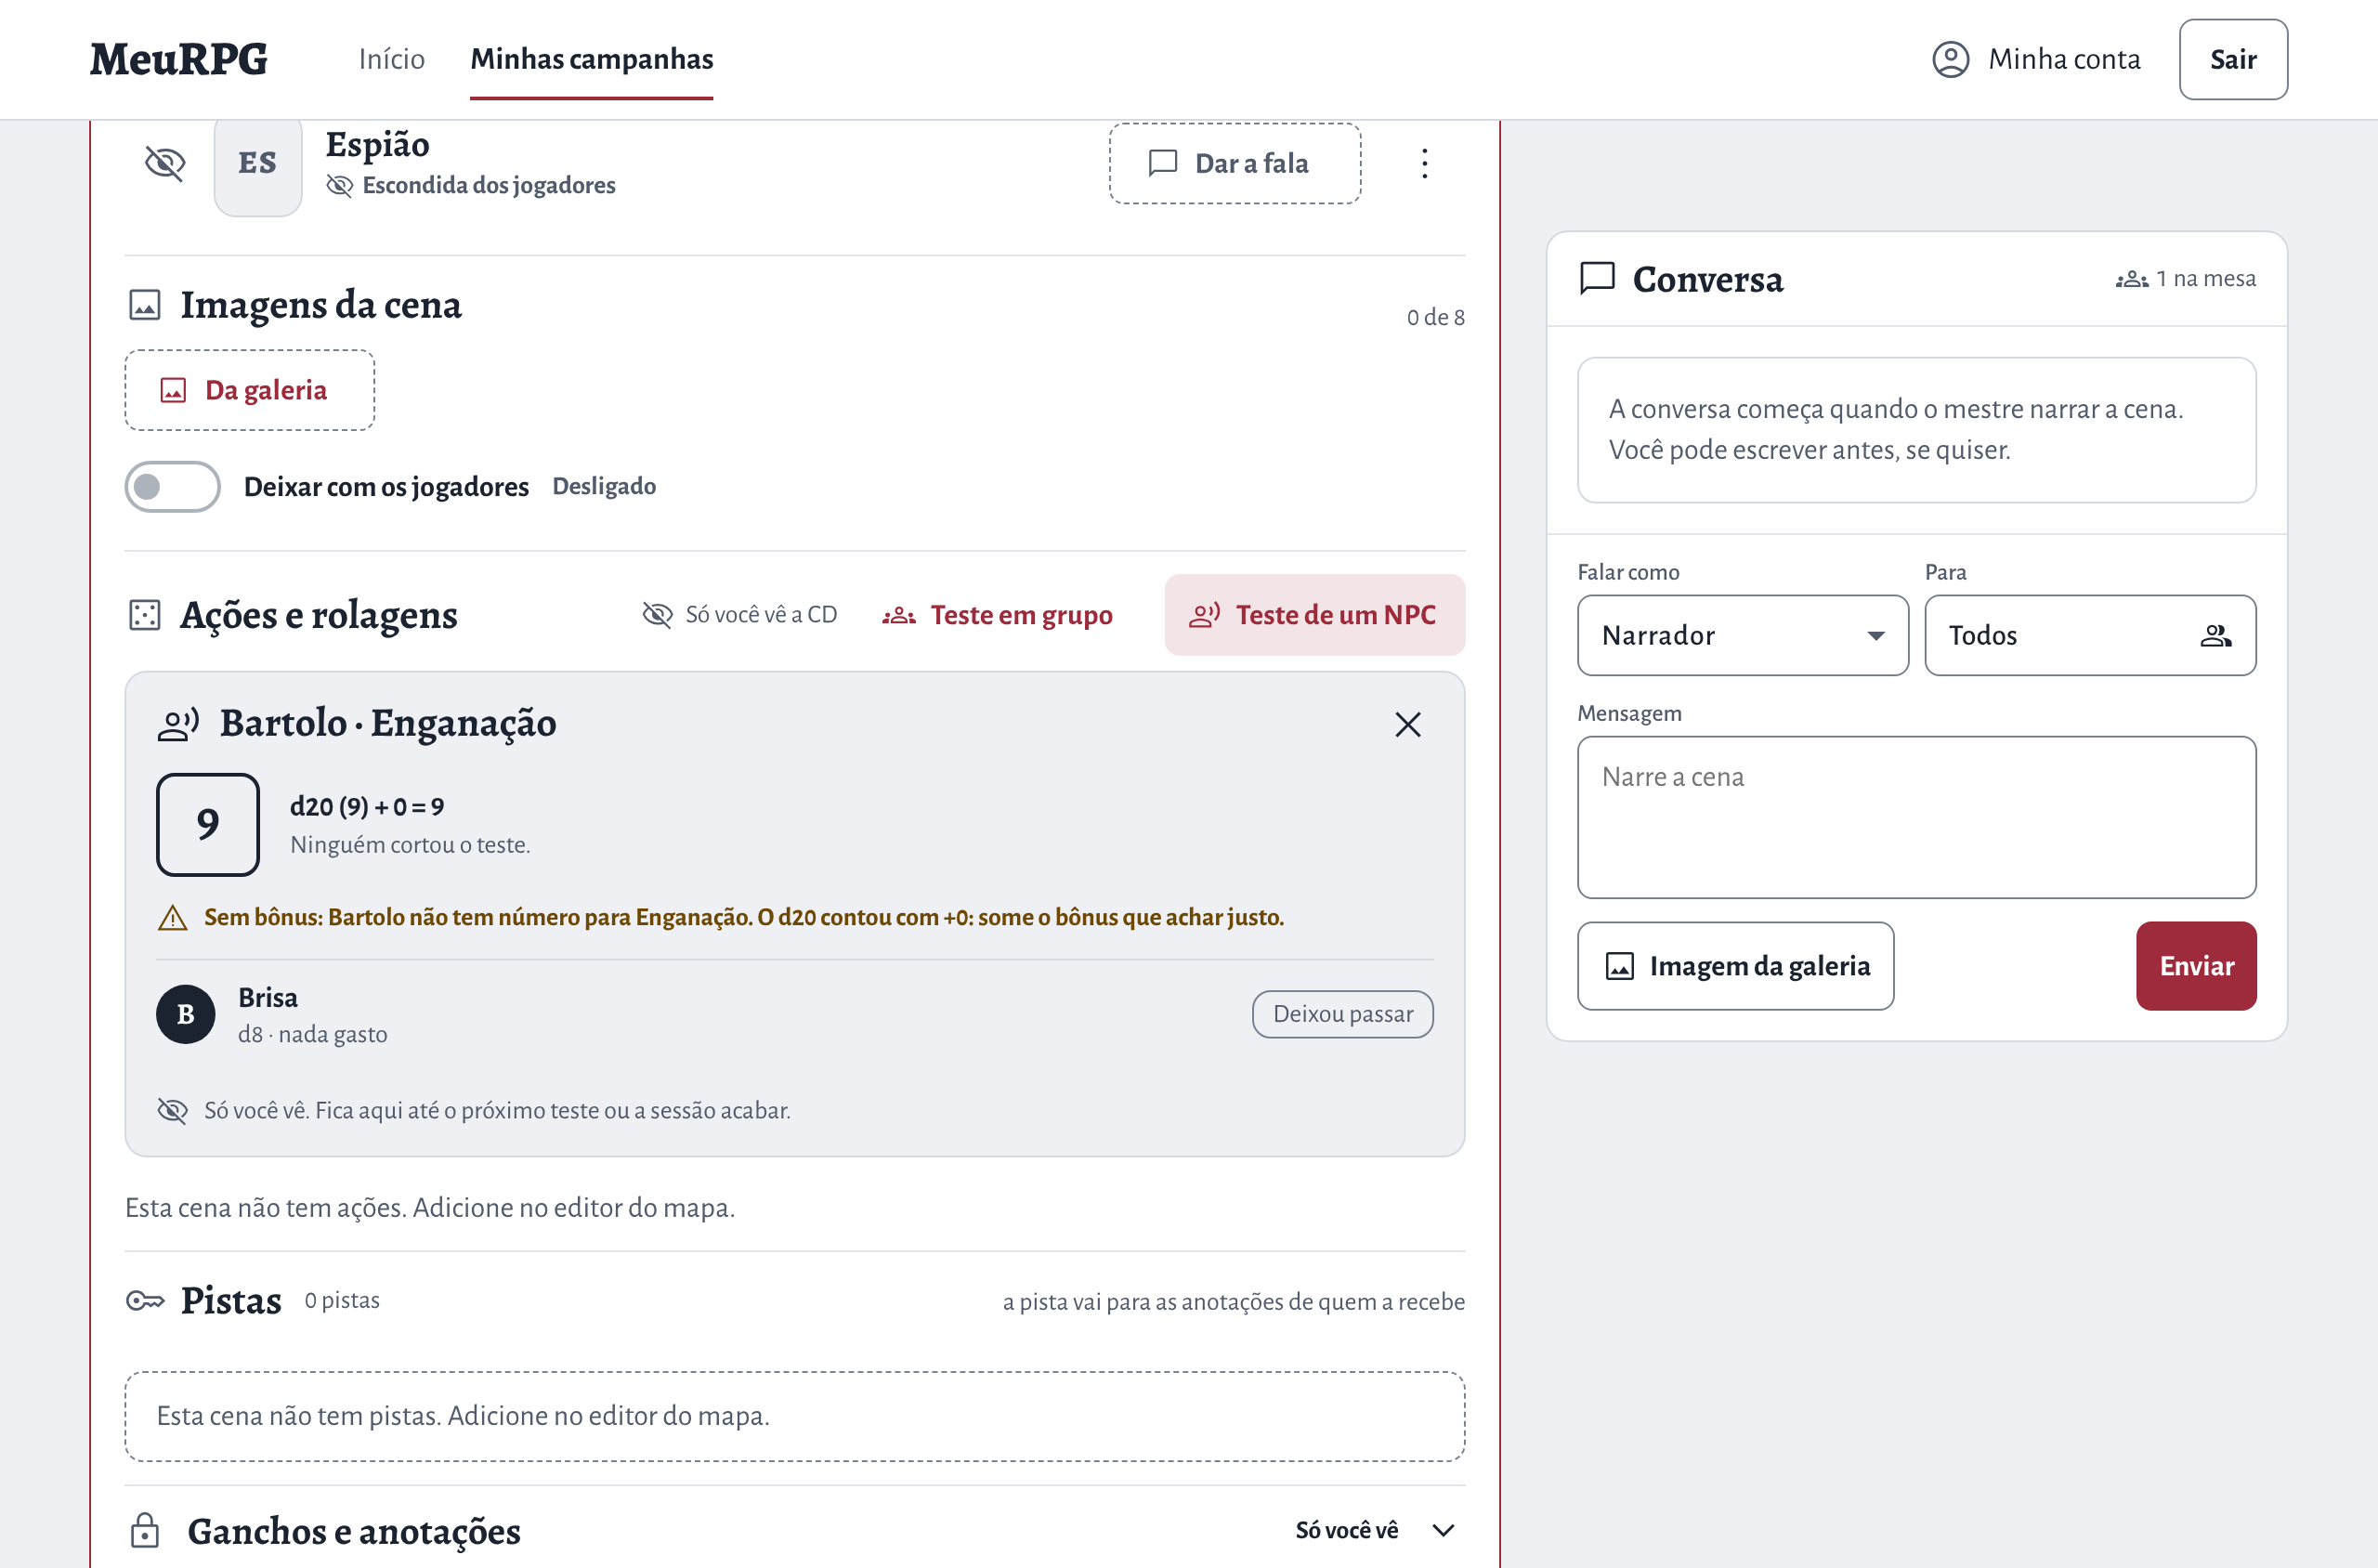 MeuRPG
Início
Minhas campanhas
Minha conta
Sair
ES
Espião
Escondida dos jogadores
Dar a fala
Imagens da cena
0 de 8
Da galeria
Deixar com os jogadores
Desligado
Ações e rolagens
Só você vê a CD
Teste em grupo
Teste de um NPC
Bartolo · Enganação
9
d20 (9) + 0 = 9
Ninguém cortou o teste.
Sem bônus: Bartolo não tem número para Enganação. O d20 contou com +0: some o bônus que achar justo.
B
Brisa
d8 · nada gasto
Deixou passar
Só você vê. Fica aqui até o próximo teste ou a sessão acabar.
Esta cena não tem ações. Adicione no editor do mapa.
Pistas
0 pistas
a pista vai para as anotações de quem a recebe
Esta cena não tem pistas. Adicione no editor do mapa.
Ganchos e anotações
Só você vê
Conversa
1 na mesa
A conversa começa quando o mestre narrar a cena.
Você pode escrever antes, se quiser.
Falar como
Para
Narrador
Todos
Mensagem
Narre a cena
Imagem da galeria
Enviar